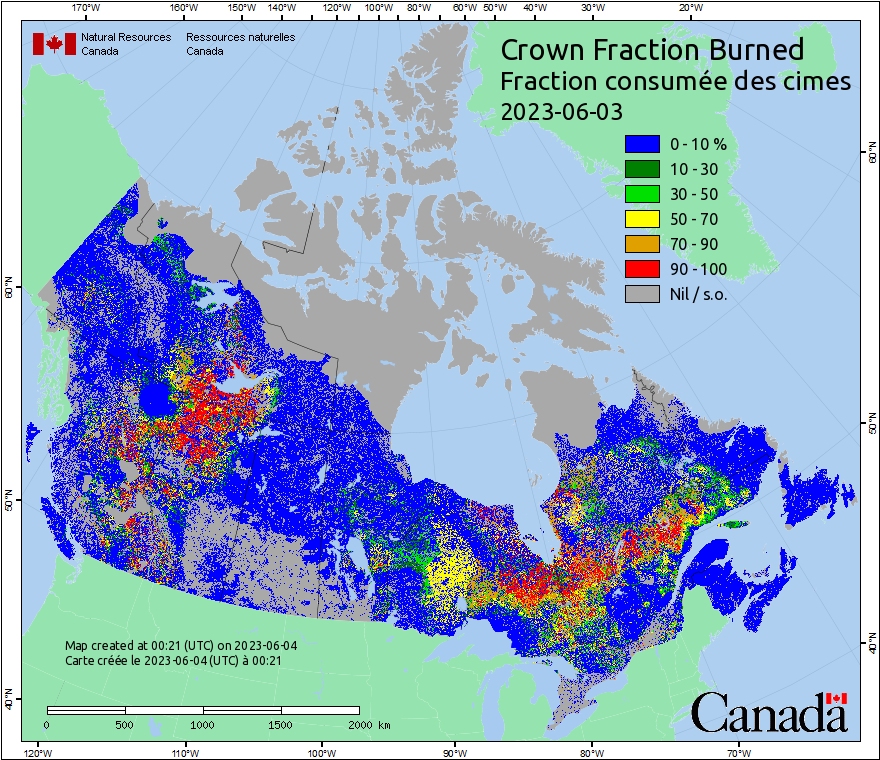 170°W 160°W 150°W 140°W 120°W 100°W 80°W 60°W 50°W 40°W 30°W 20°W
Natural Resources Ressources naturelles
Canada Canada
Crown Fraction Burned
Fraction consumée des cimes
2023-06-03
0 - 10 %
10 - 30
30 - 50
50 - 70
70 - 90
90 - 100
Nil / s.o.
60°N
60°N
50°N
50°N
40°N
40°N
Map created at 00:21 (UTC) on 2023-06-04
Carte créée le 2023-06-04 (UTC) à 00:21
0 500 1000 1500 2000 km
Canada
120°W 110°W 100°W 90°W 80°W 70°W